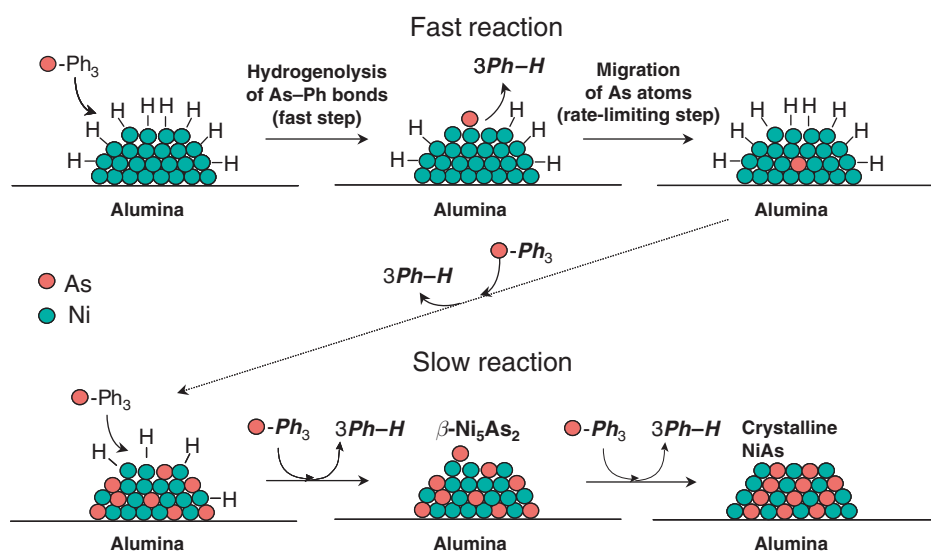 Fast reaction
-Ph₃
Hydrogenolysis
of As–Ph bonds
(fast step)
3Ph–H
Migration
of As atoms
(rate-limiting step)
H H H H H H H
H H H H
H H H H H H H
Alumina
Alumina
Alumina
-Ph₃
3Ph–H
As
Ni
Slow reaction
-Ph₃
H H H H
-Ph₃
3Ph–H
β-Ni₅As₂
-Ph₃
3Ph–H
Crystalline
NiAs
Alumina
Alumina
Alumina